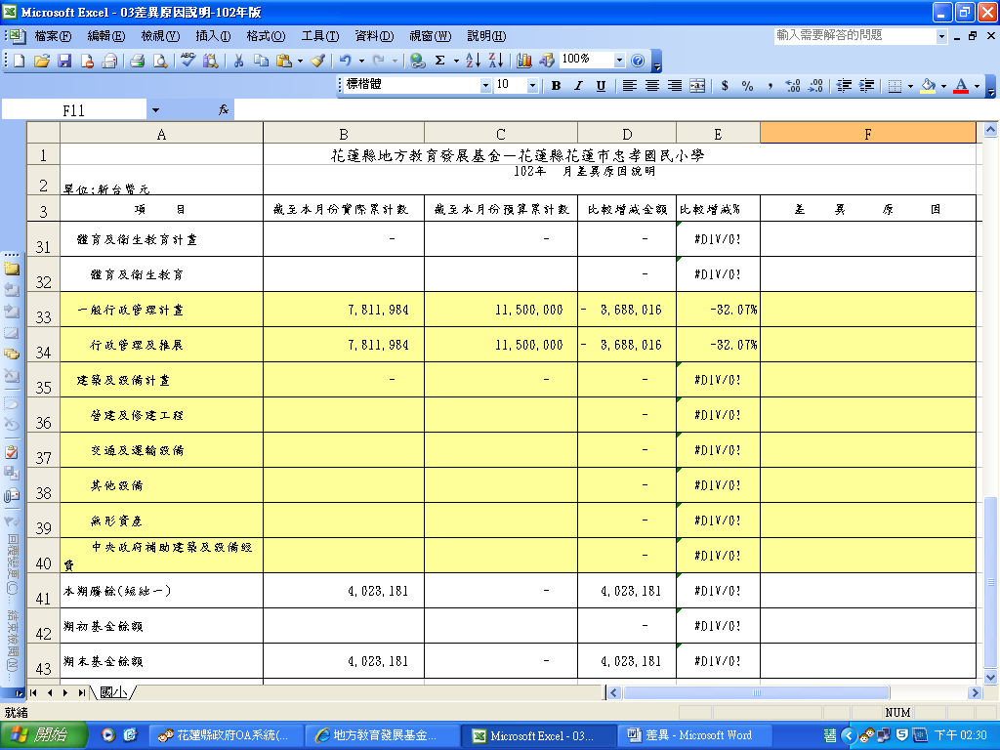 Microsoft Excel - 03差異原因說明-102年版
檔案(F) 編輯(E) 檢視(V) 插入(I) 格式(O) 工具(T) 資料(D) 視窗(W) 說明(H) 輸入需要解答的問題
100%
標楷體 10 B I U $ % ,
F11 fx
A B C D E F
1 花蓮縣地方教育發展基金－花蓮縣花蓮市忠孝國民小學
102年 月差異原因說明
2 單位:新台幣元
3 項 目 截至本月份實際累計數 截至本月份預算累計數 比較增減金額 比較增減% 差 異 原 因
31 體育及衛生教育計畫 - - - #DIV/0!
32 體育及衛生教育 - #DIV/0!
33 一般行政管理計畫 7,811,984 11,500,000 - 3,688,016 -32.07%
34 行政管理及推展 7,811,984 11,500,000 - 3,688,016 -32.07%
35 建築及設備計畫 - - - #DIV/0!
36 營建及修建工程 - #DIV/0!
37 交通及運輸設備 - #DIV/0!
38 其他設備 - #DIV/0!
39 無形資產 - #DIV/0!
中央政府補助建築及設備經
40 費 - #DIV/0!
41 本期賸餘(短絀－) 4,023,181 - 4,023,181 #DIV/0!
42 期初基金餘額 - #DIV/0!
43 期末基金餘額 4,023,181 - 4,023,181 #DIV/0!
回覆變更(C)... 結束檢閱(N)...
國小
就緒 NUM
開始 花蓮縣政府OA系統(... 地方教育發展基金... Microsoft Excel - 03... 差異 - Microsoft Word 下午 02:30